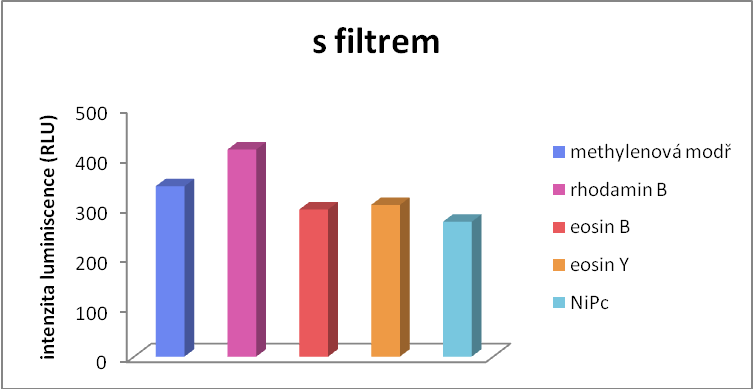 s filtrem
intenzita luminiscence (RLU)
500
400
300
200
100
0
methylenová modř
rhodamin B
eosin B
eosin Y
NiPc